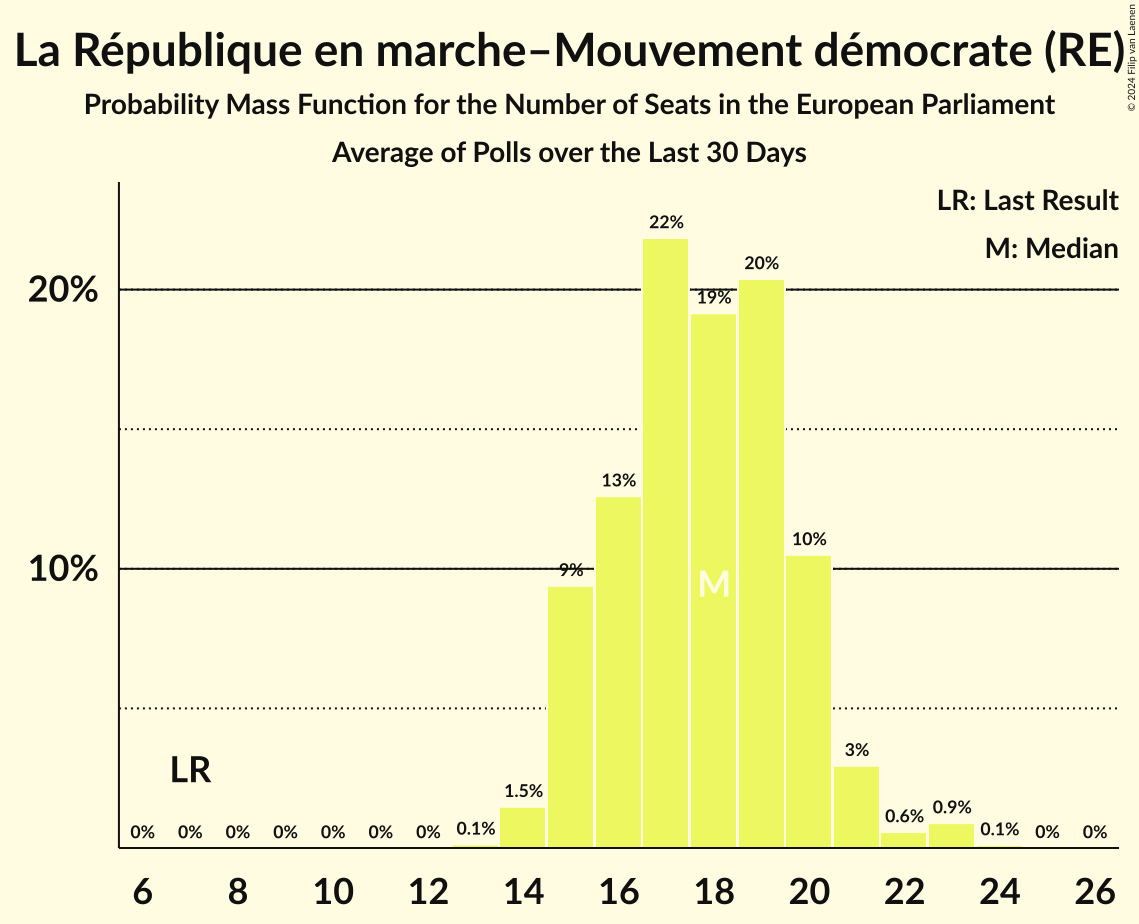 La République en marche–Mouvement démocrate (RE)
Probability Mass Function for the Number of Seats in the European Parliament
Average of Polls over the Last 30 Days
© 2024 Filip van Laenen
LR: Last Result
M: Median
22%
20%
20%
19%
13%
10%
10%
9%
M
3%
LR
1.5%
0% 0% 0% 0% 0% 0% 0% 0.1% 0.6% 0.9% 0.1% 0% 0%
6 8 10 12 14 16 18 20 22 24 26